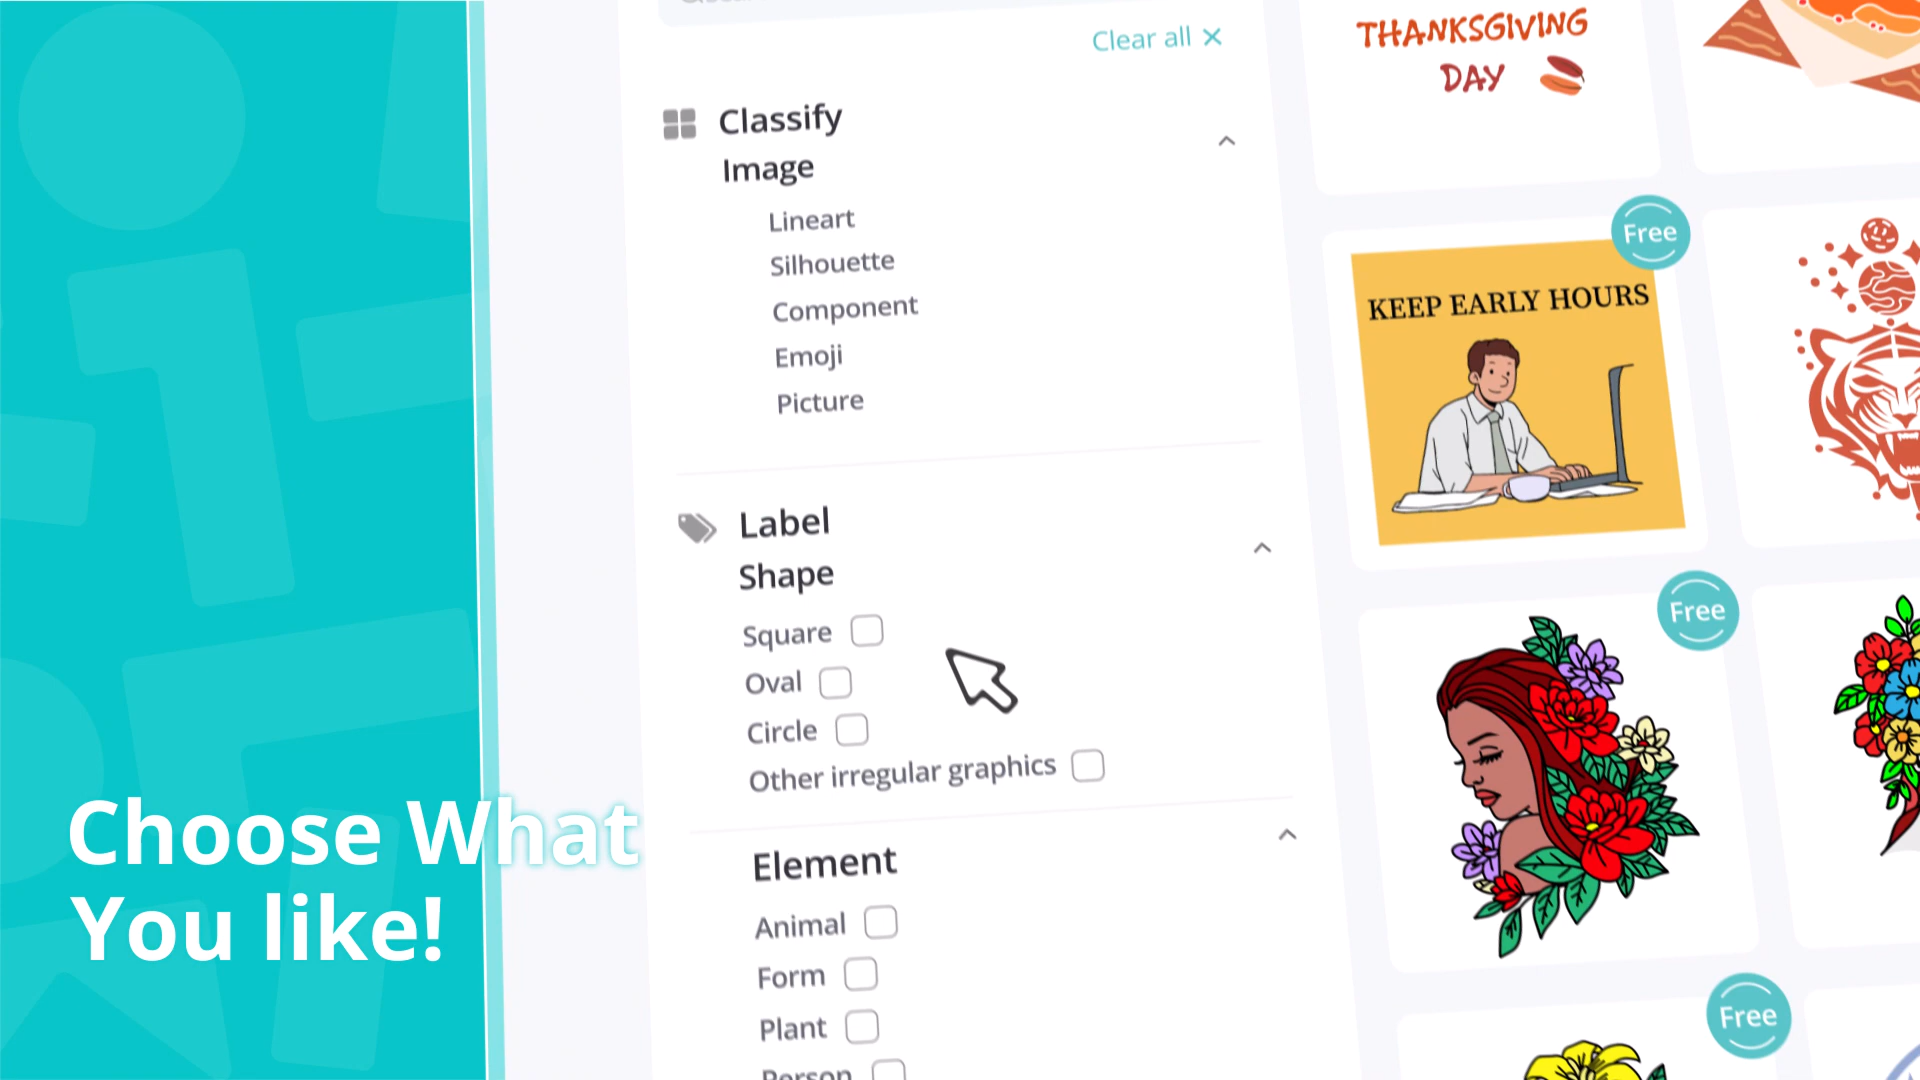 Clear all ×
Classify
Image
Lineart
Silhouette
Component
Emoji
Picture
Label
Shape
Square
Oval
Circle
Other irregular graphics
Element
Animal
Form
Plant
Person
Choose What
You like!
THANKSGIVING
DAY
Free
KEEP EARLY HOURS
Free
Free